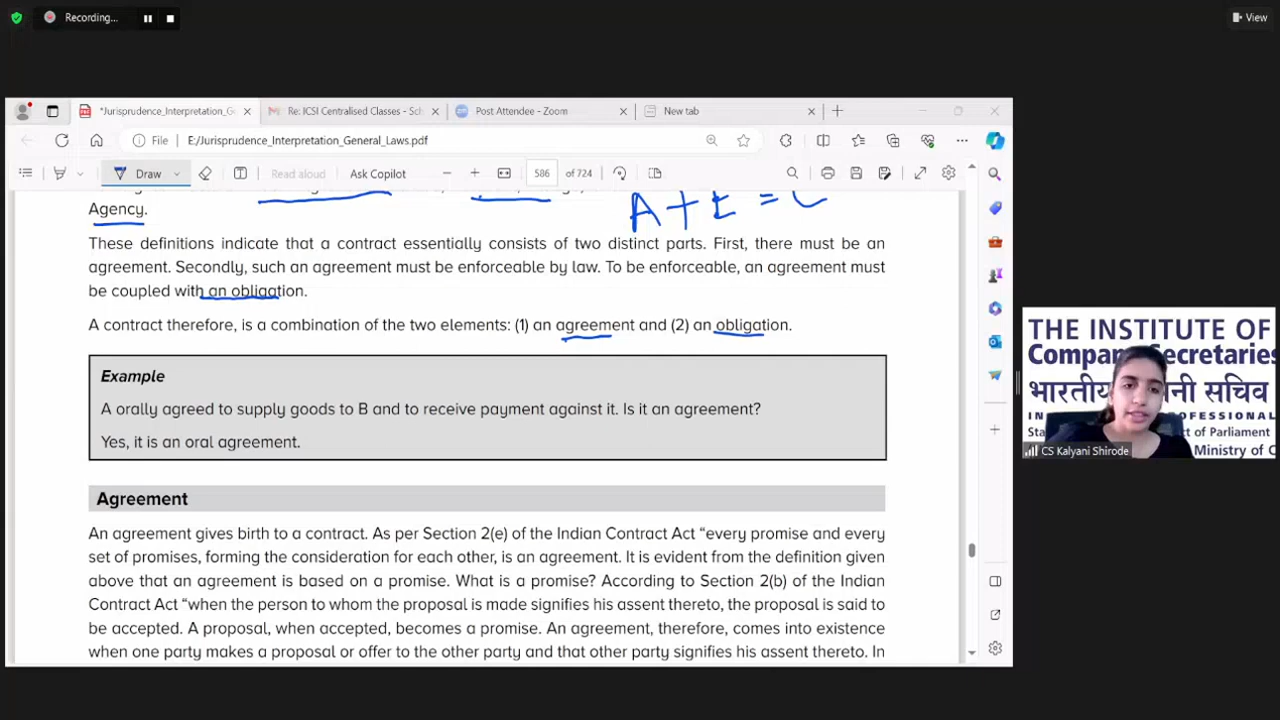 Recording...
View
*Jurisprudence_Interpretation_G
Re: ICSI Centralised Classes - Sch
Post Attendee - Zoom
New tab
File
E:/Jurisprudence_Interpretation_General_Laws.pdf
Draw
Read aloud
Ask Copilot
586 of 724
A + E = C
Agency.
These definitions indicate that a contract essentially consists of two distinct parts. First, there must be an
agreement. Secondly, such an agreement must be enforceable by law. To be enforceable, an agreement must
be coupled with an obligation.
A contract therefore, is a combination of the two elements: (1) an agreement and (2) an obligation.
Example
A orally agreed to supply goods to B and to receive payment against it. Is it an agreement?
Yes, it is an oral agreement.
Agreement
An agreement gives birth to a contract. As per Section 2(e) of the Indian Contract Act “every promise and every
set of promises, forming the consideration for each other, is an agreement. It is evident from the definition given
above that an agreement is based on a promise. What is a promise? According to Section 2(b) of the Indian
Contract Act “when the person to whom the proposal is made signifies his assent thereto, the proposal is said to
be accepted. A proposal, when accepted, becomes a promise. An agreement, therefore, comes into existence
when one party makes a proposal or offer to the other party and that other party signifies his assent thereto. In
THE INSTITUTE OF
Company Secretaries
भारतीय नी सचिव
IN ROFESSIONAL
Sta ct of Parliament
CS Kalyani Shirode
Ministry of C